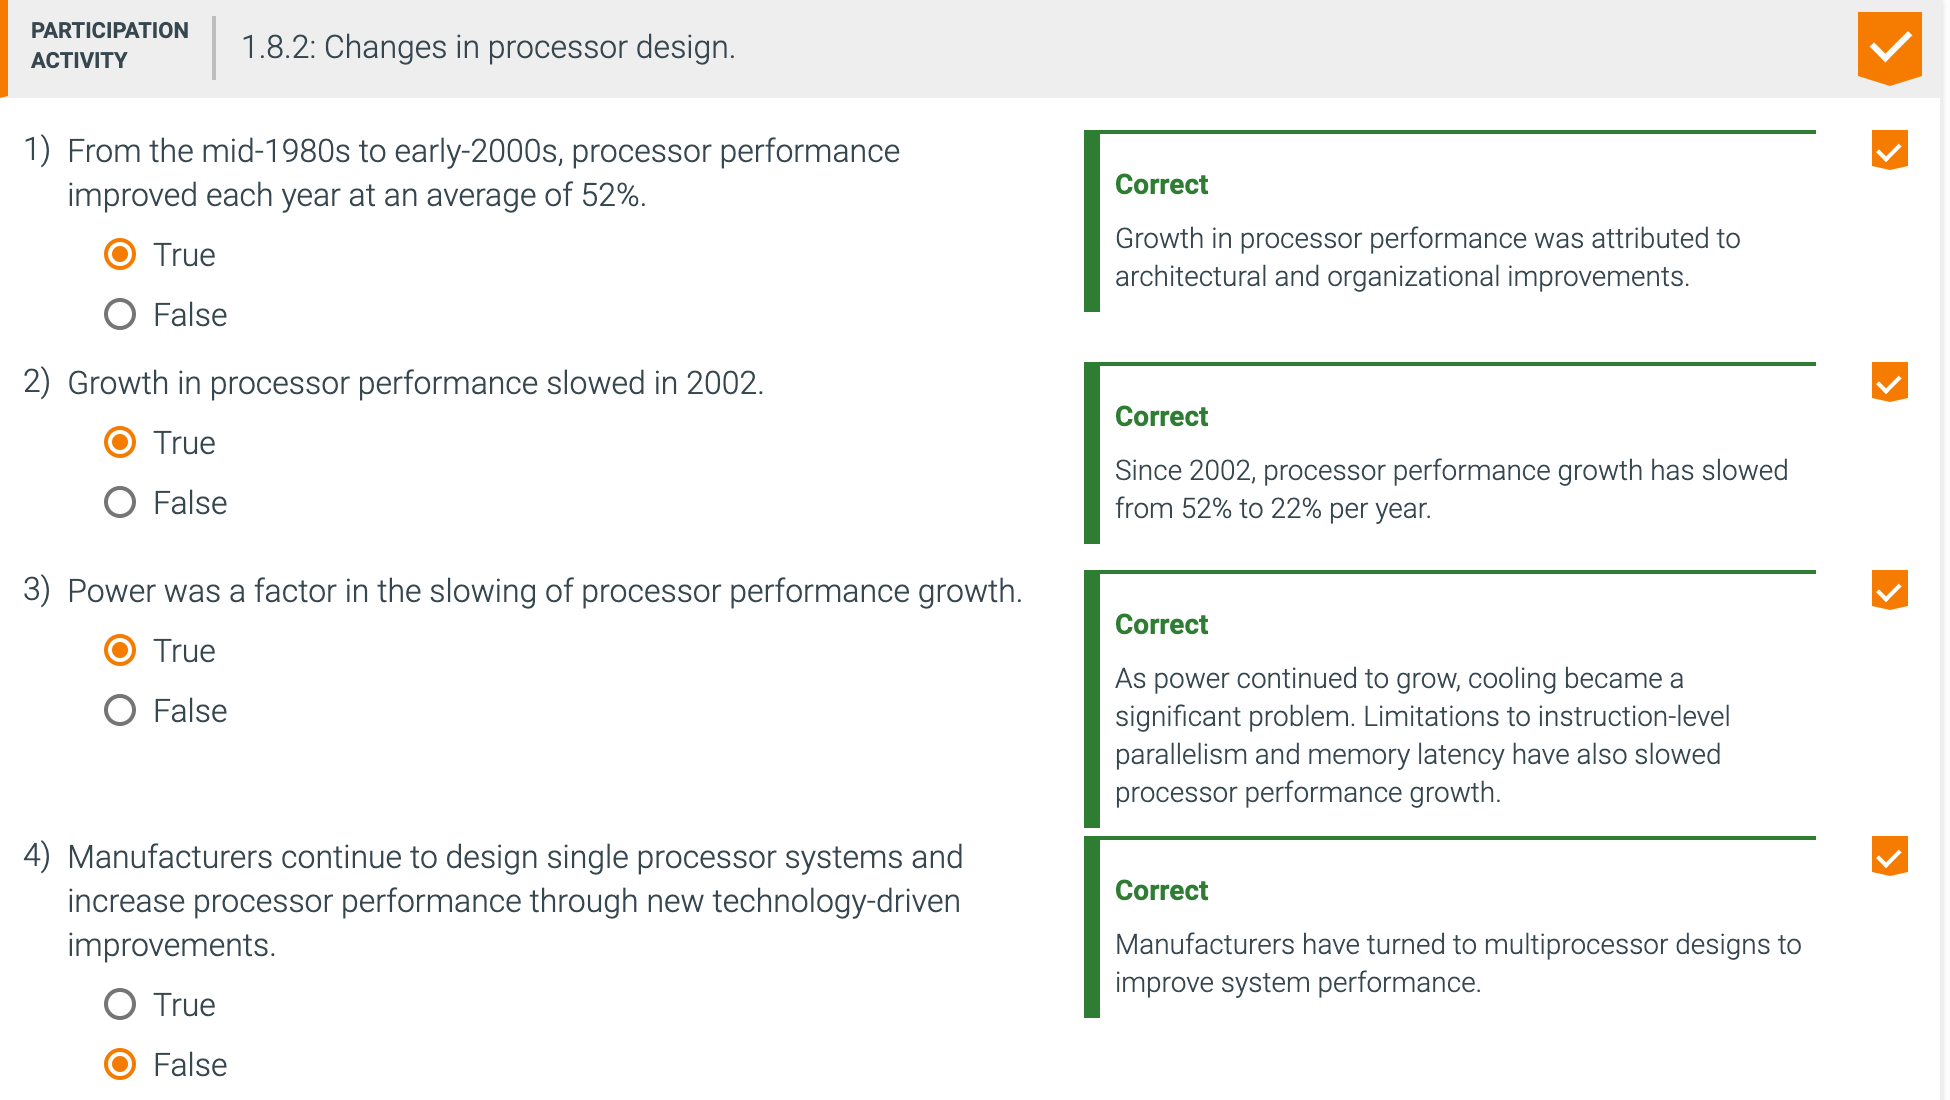 PARTICIPATION
ACTIVITY
1.8.2: Changes in processor design.
1) From the mid-1980s to early-2000s, processor performance
improved each year at an average of 52%.
True
False
Correct
Growth in processor performance was attributed to
architectural and organizational improvements.
2) Growth in processor performance slowed in 2002.
True
False
Correct
Since 2002, processor performance growth has slowed
from 52% to 22% per year.
3) Power was a factor in the slowing of processor performance growth.
True
False
Correct
As power continued to grow, cooling became a
significant problem. Limitations to instruction-level
parallelism and memory latency have also slowed
processor performance growth.
4) Manufacturers continue to design single processor systems and
increase processor performance through new technology-driven
improvements.
True
False
Correct
Manufacturers have turned to multiprocessor designs to
improve system performance.